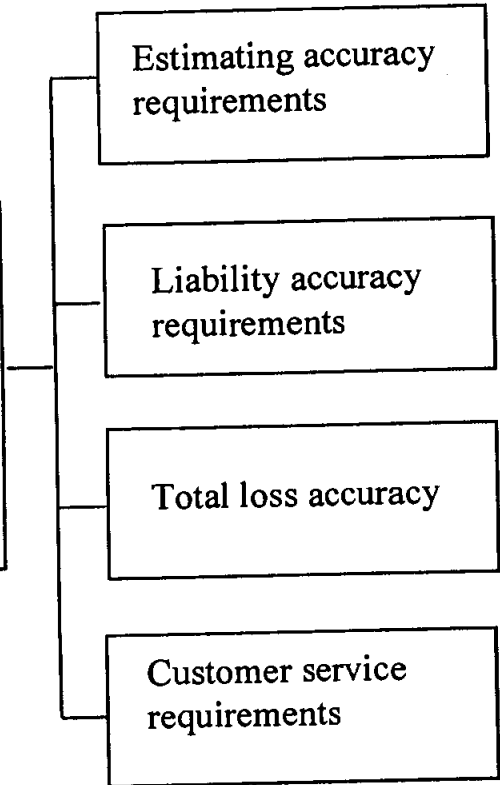 Estimating accuracy
requirements
Liability accuracy
requirements
Total loss accuracy
Customer service
requirements